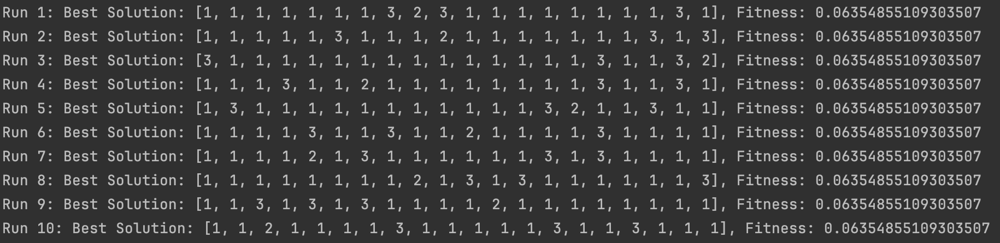 Run 1: Best Solution: [1, 1, 1, 1, 1, 1, 1, 3, 2, 3, 1, 1, 1, 1, 1, 1, 1, 1, 3, 1], Fitness: 0.06354855109303507
Run 2: Best Solution: [1, 1, 1, 1, 1, 3, 1, 1, 1, 2, 1, 1, 1, 1, 1, 1, 1, 3, 1, 3], Fitness: 0.06354855109303507
Run 3: Best Solution: [3, 1, 1, 1, 1, 1, 1, 1, 1, 1, 1, 1, 1, 1, 1, 3, 1, 1, 3, 2], Fitness: 0.06354855109303507
Run 4: Best Solution: [1, 1, 1, 3, 1, 1, 2, 1, 1, 1, 1, 1, 1, 1, 1, 3, 1, 1, 3, 1], Fitness: 0.06354855109303507
Run 5: Best Solution: [1, 3, 1, 1, 1, 1, 1, 1, 1, 1, 1, 1, 1, 3, 2, 1, 1, 3, 1, 1], Fitness: 0.06354855109303507
Run 6: Best Solution: [1, 1, 1, 1, 3, 1, 1, 3, 1, 1, 2, 1, 1, 1, 1, 3, 1, 1, 1, 1], Fitness: 0.06354855109303507
Run 7: Best Solution: [1, 1, 1, 1, 2, 1, 3, 1, 1, 1, 1, 1, 1, 3, 1, 3, 1, 1, 1, 1], Fitness: 0.06354855109303507
Run 8: Best Solution: [1, 1, 1, 1, 1, 1, 1, 1, 2, 1, 3, 1, 3, 1, 1, 1, 1, 1, 1, 3], Fitness: 0.06354855109303507
Run 9: Best Solution: [1, 1, 3, 1, 3, 1, 3, 1, 1, 1, 1, 2, 1, 1, 1, 1, 1, 1, 1, 1], Fitness: 0.06354855109303507
Run 10: Best Solution: [1, 1, 2, 1, 1, 1, 1, 3, 1, 1, 1, 1, 1, 3, 1, 1, 3, 1, 1, 1], Fitness: 0.06354855109303507